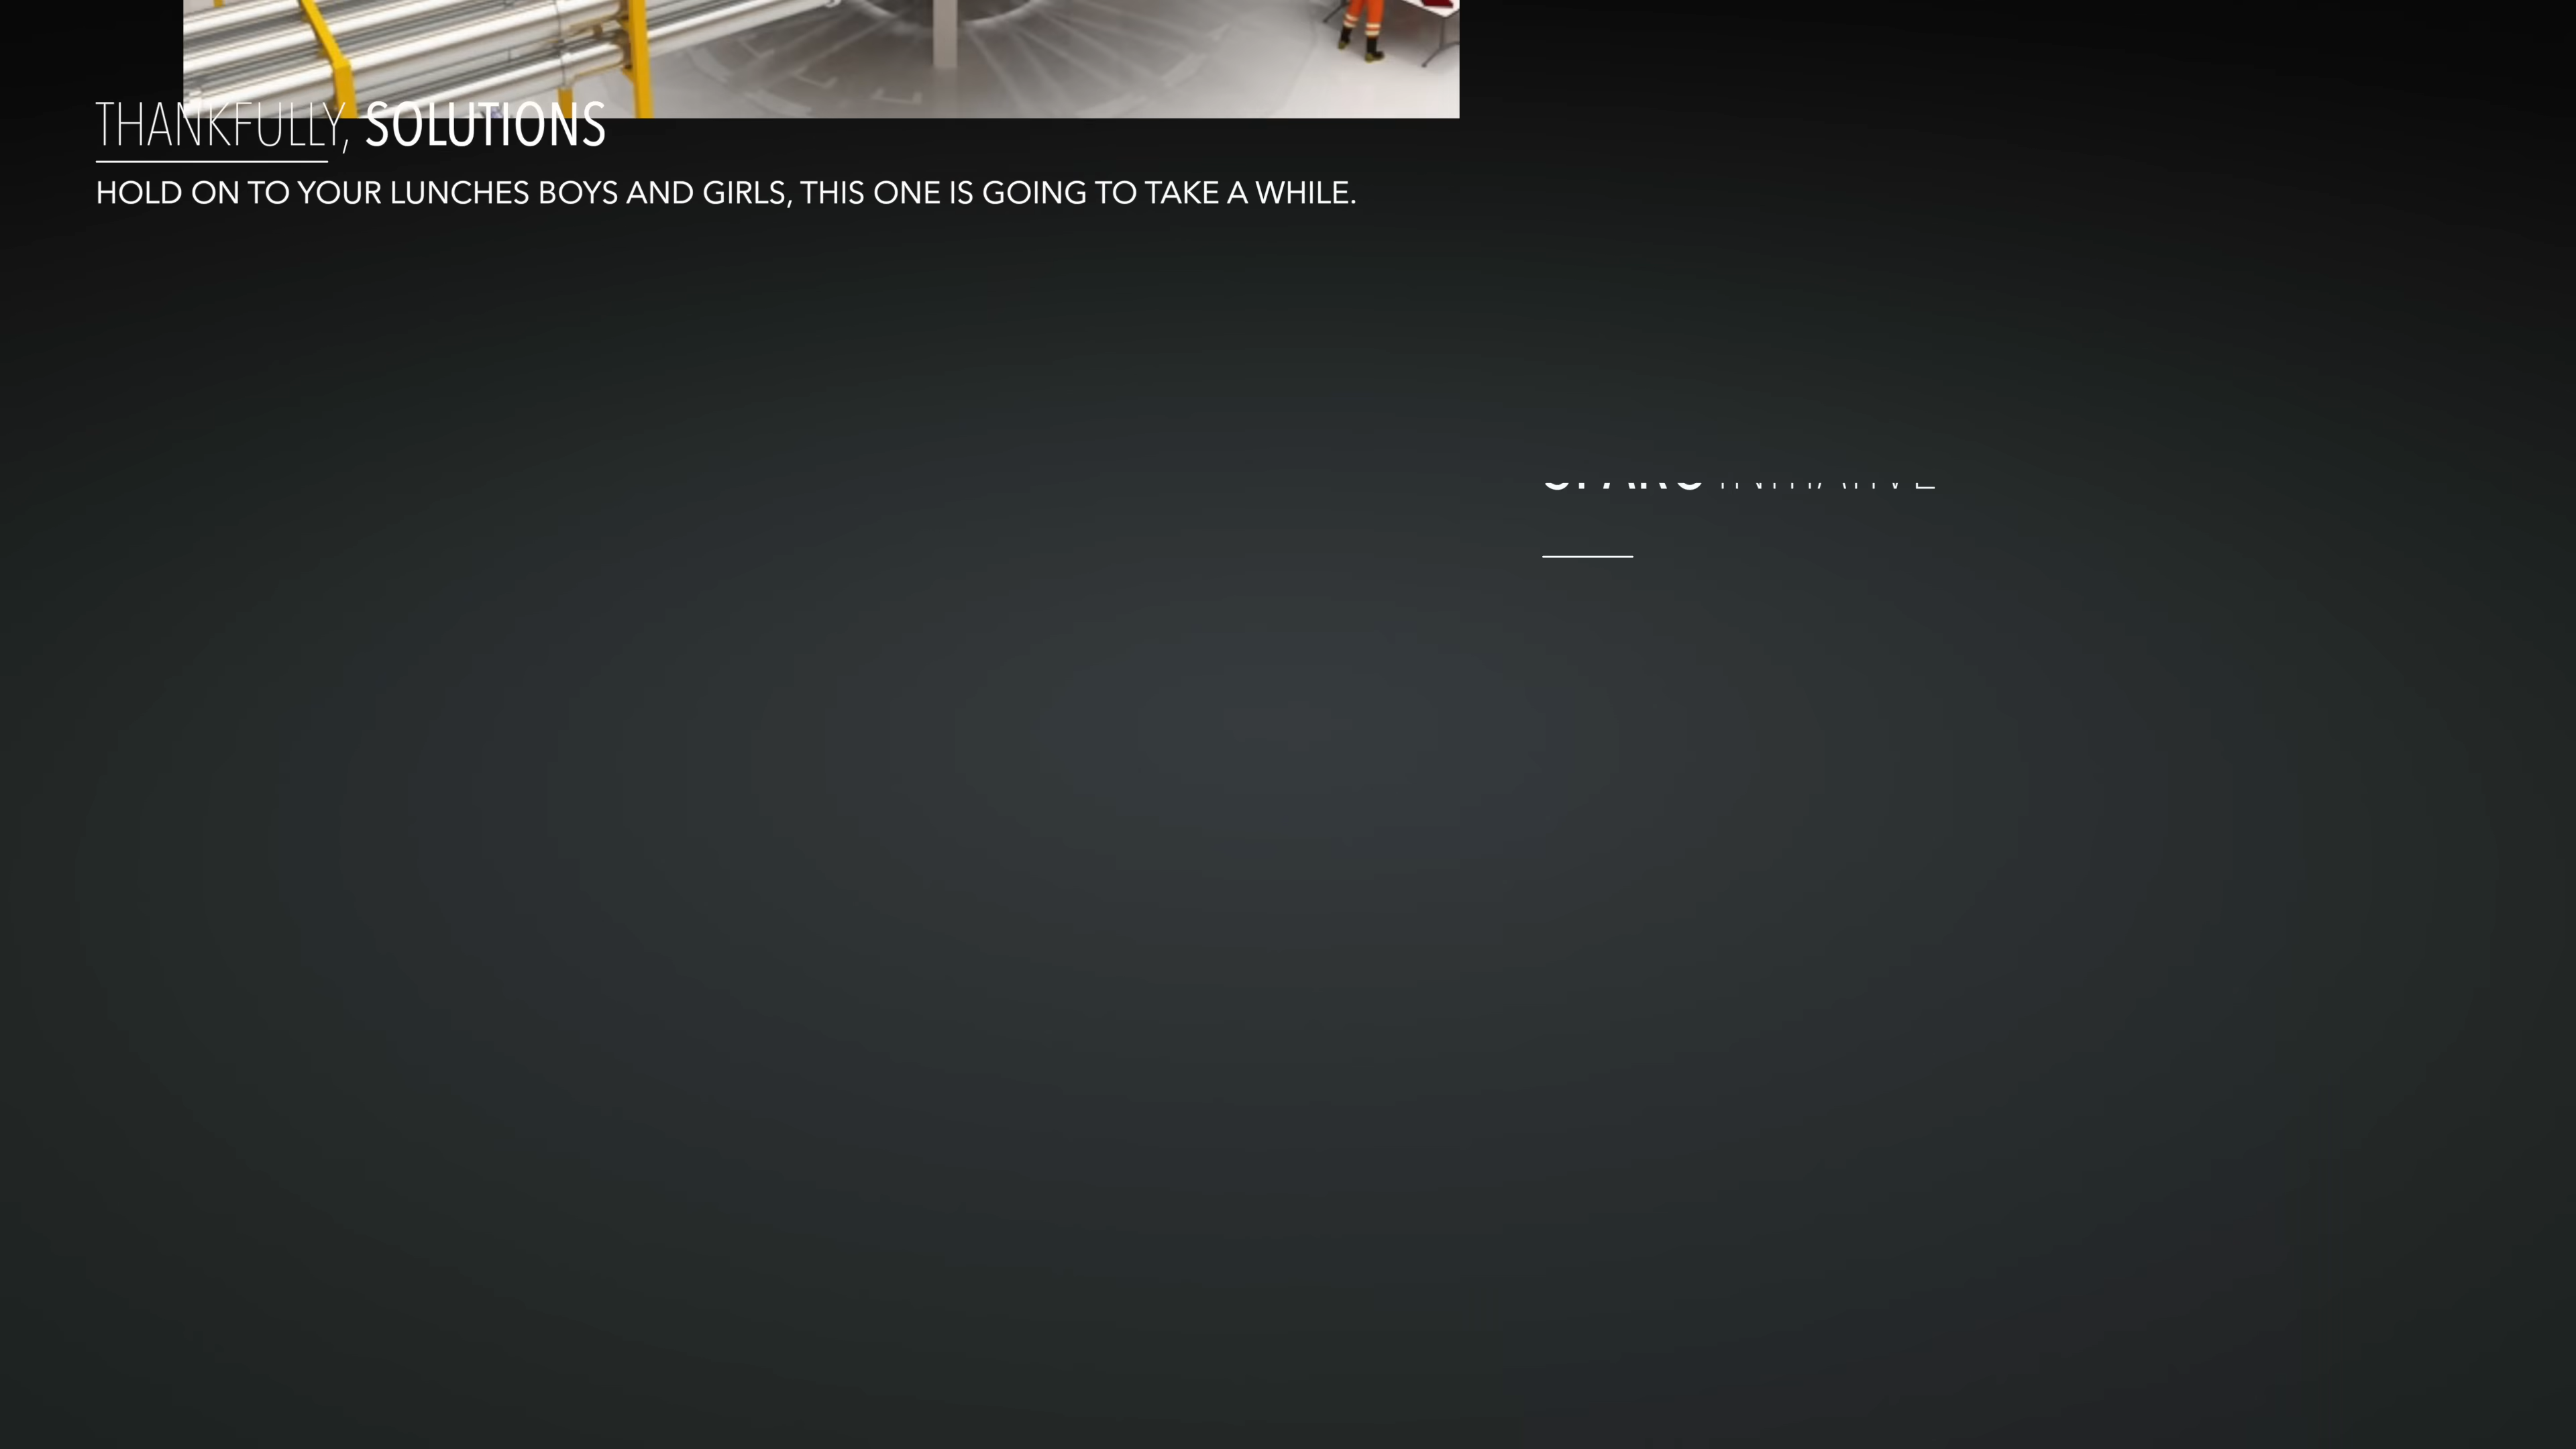 THANKFULLY, SOLUTIONS
HOLD ON TO YOUR LUNCHES BOYS AND GIRLS, THIS ONE IS GOING TO TAKE A WHILE.